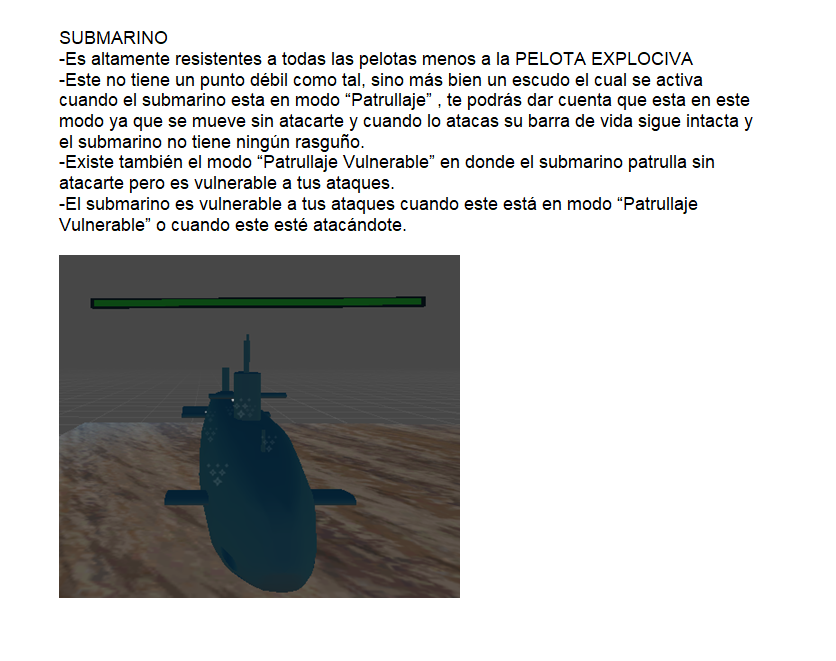 SUBMARINO
-Es altamente resistentes a todas las pelotas menos a la PELOTA EXPLOCIVA
-Este no tiene un punto débil como tal, sino más bien un escudo el cual se activa
cuando el submarino esta en modo “Patrullaje” , te podrás dar cuenta que esta en este
modo ya que se mueve sin atacarte y cuando lo atacas su barra de vida sigue intacta y
el submarino no tiene ningún rasguño.
-Existe también el modo “Patrullaje Vulnerable” en donde el submarino patrulla sin
atacarte pero es vulnerable a tus ataques.
-El submarino es vulnerable a tus ataques cuando este está en modo “Patrullaje
Vulnerable” o cuando este esté atacándote.